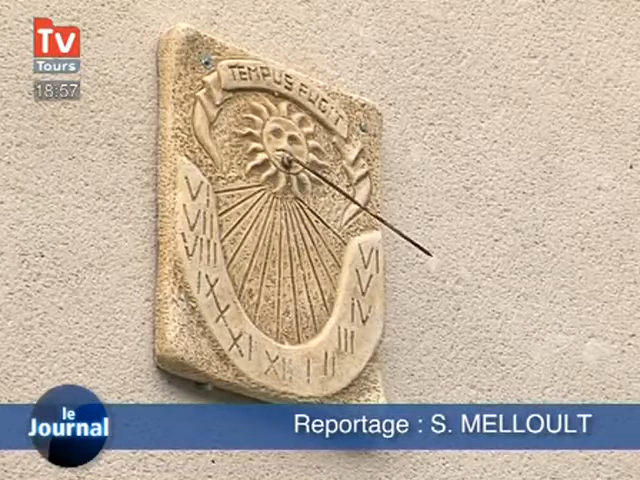 Tv
Tours
18:57
TEMPUS FUGIT
VI
VII
VIII
IX
X
XI
XII
I
II
III
IV
V
VI
le
Journal
Reportage : S. MELLOULT